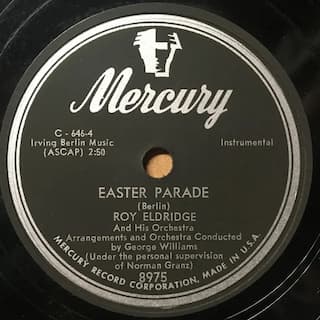 Mercury
C - 646-4
Irving Berlin Music
(ASCAP) 2:50
Instrumental
EASTER PARADE
(Berlin)
ROY ELDRIDGE
And His Orchestra
Arrangements and Orchestra Conducted
by George Williams
(Under the personal supervision
of Norman Granz)
8975
MERCURY RECORD CORPORATION, MADE IN U.S.A.